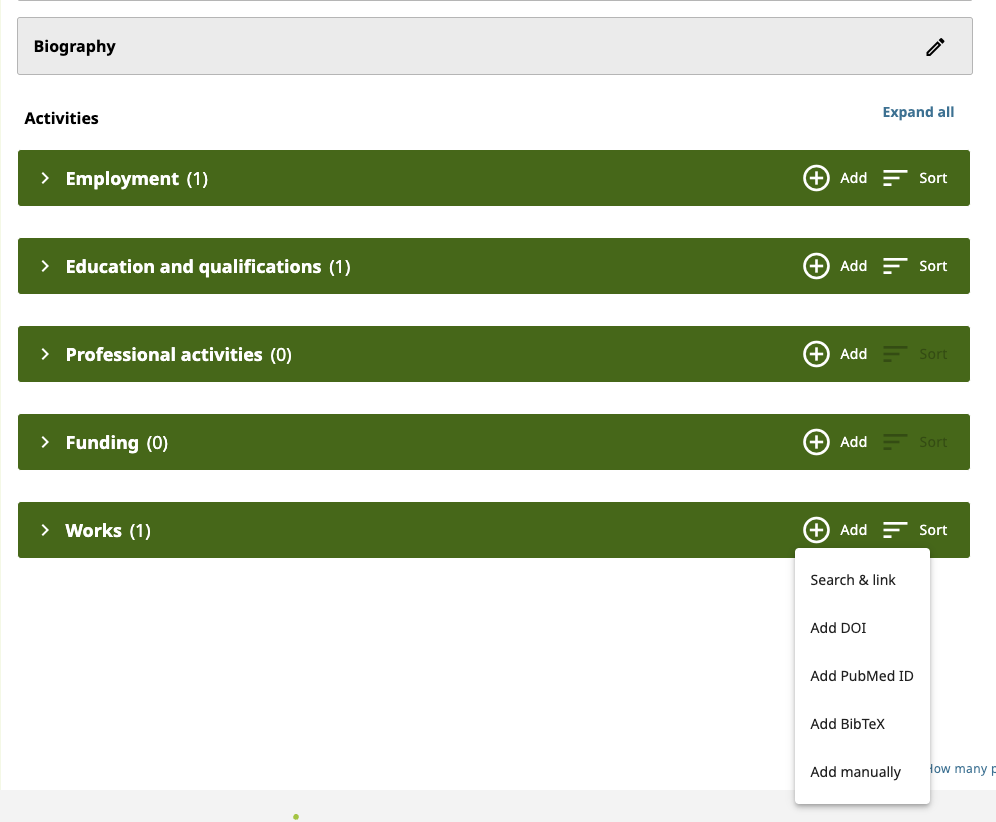 Biography
Activities
Expand all
Employment (1)
Add
Sort
Education and qualifications (1)
Add
Sort
Professional activities (0)
Add
Sort
Funding (0)
Add
Sort
Works (1)
Add
Sort
Search & link
Add DOI
Add PubMed ID
Add BibTeX
Add manually
How many